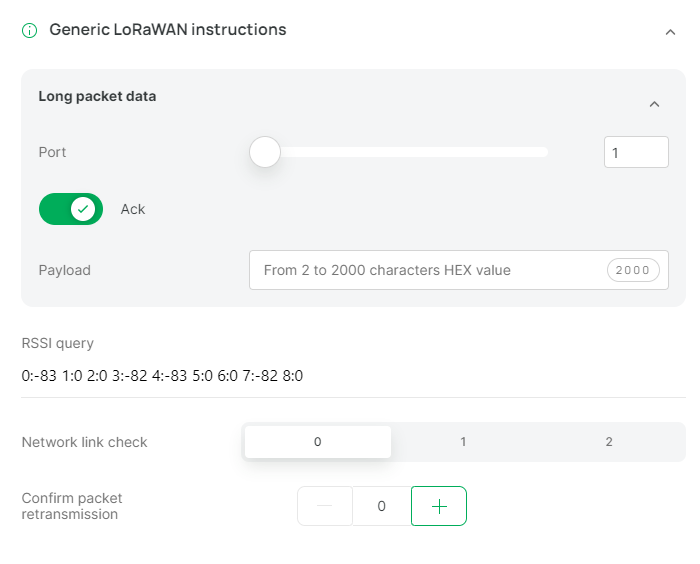 Generic LoRaWAN instructions
Long packet data
Port
1
Ack
Payload
From 2 to 2000 characters HEX value
2000
RSSI query
0:-83 1:0 2:0 3:-82 4:-83 5:0 6:0 7:-82 8:0
Network link check
0
1
2
Confirm packet
retransmission
0